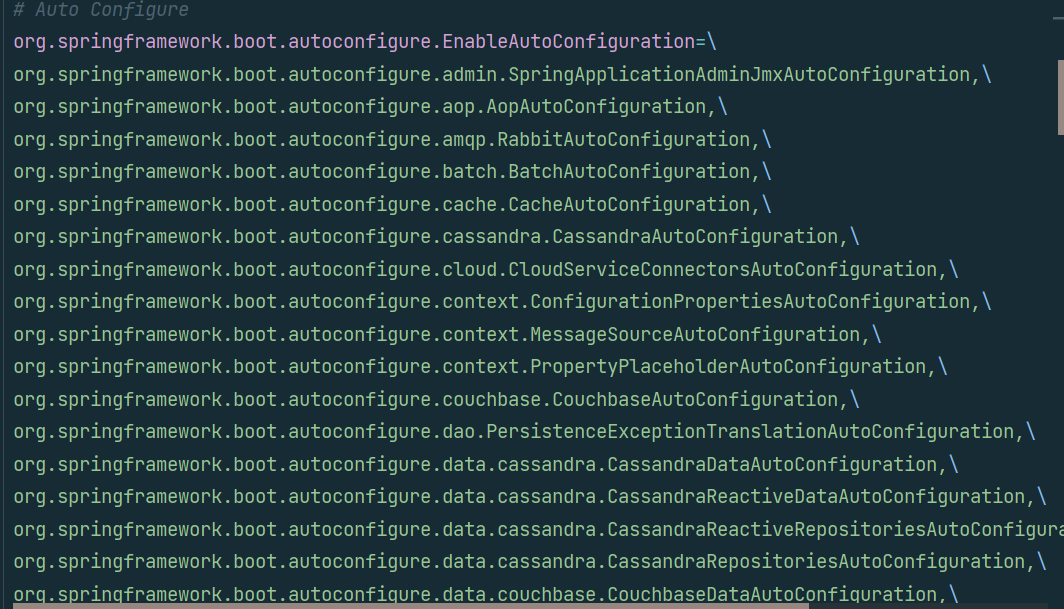 # Auto Configure
org.springframework.boot.autoconfigure.EnableAutoConfiguration=\
org.springframework.boot.autoconfigure.admin.SpringApplicationAdminJmxAutoConfiguration,\
org.springframework.boot.autoconfigure.aop.AopAutoConfiguration,\
org.springframework.boot.autoconfigure.amqp.RabbitAutoConfiguration,\
org.springframework.boot.autoconfigure.batch.BatchAutoConfiguration,\
org.springframework.boot.autoconfigure.cache.CacheAutoConfiguration,\
org.springframework.boot.autoconfigure.cassandra.CassandraAutoConfiguration,\
org.springframework.boot.autoconfigure.cloud.CloudServiceConnectorsAutoConfiguration,\
org.springframework.boot.autoconfigure.context.ConfigurationPropertiesAutoConfiguration,\
org.springframework.boot.autoconfigure.context.MessageSourceAutoConfiguration,\
org.springframework.boot.autoconfigure.context.PropertyPlaceholderAutoConfiguration,\
org.springframework.boot.autoconfigure.couchbase.CouchbaseAutoConfiguration,\
org.springframework.boot.autoconfigure.dao.PersistenceExceptionTranslationAutoConfiguration,\
org.springframework.boot.autoconfigure.data.cassandra.CassandraDataAutoConfiguration,\
org.springframework.boot.autoconfigure.data.cassandra.CassandraReactiveDataAutoConfiguration,\
org.springframework.boot.autoconfigure.data.cassandra.CassandraReactiveRepositoriesAutoConfigura
org.springframework.boot.autoconfigure.data.cassandra.CassandraRepositoriesAutoConfiguration,\
org.springframework.boot.autoconfigure.data.couchbase.CouchbaseDataAutoConfiguration,\